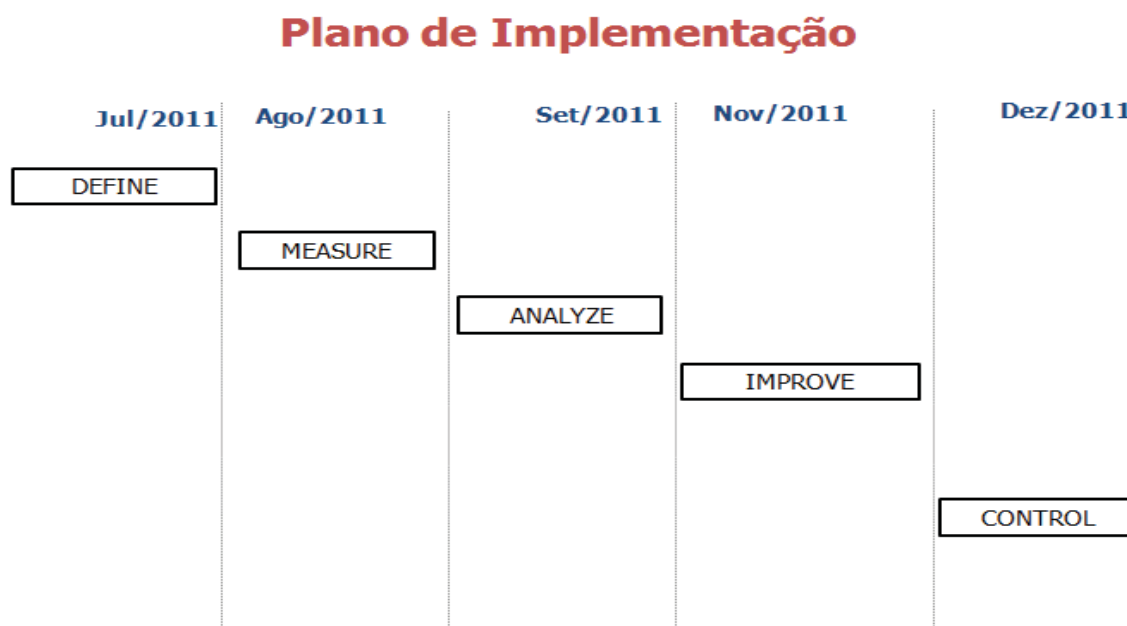 Plano de Implementação
Jul/2011
Ago/2011
Set/2011
Nov/2011
Dez/2011
DEFINE
MEASURE
ANALYZE
IMPROVE
CONTROL